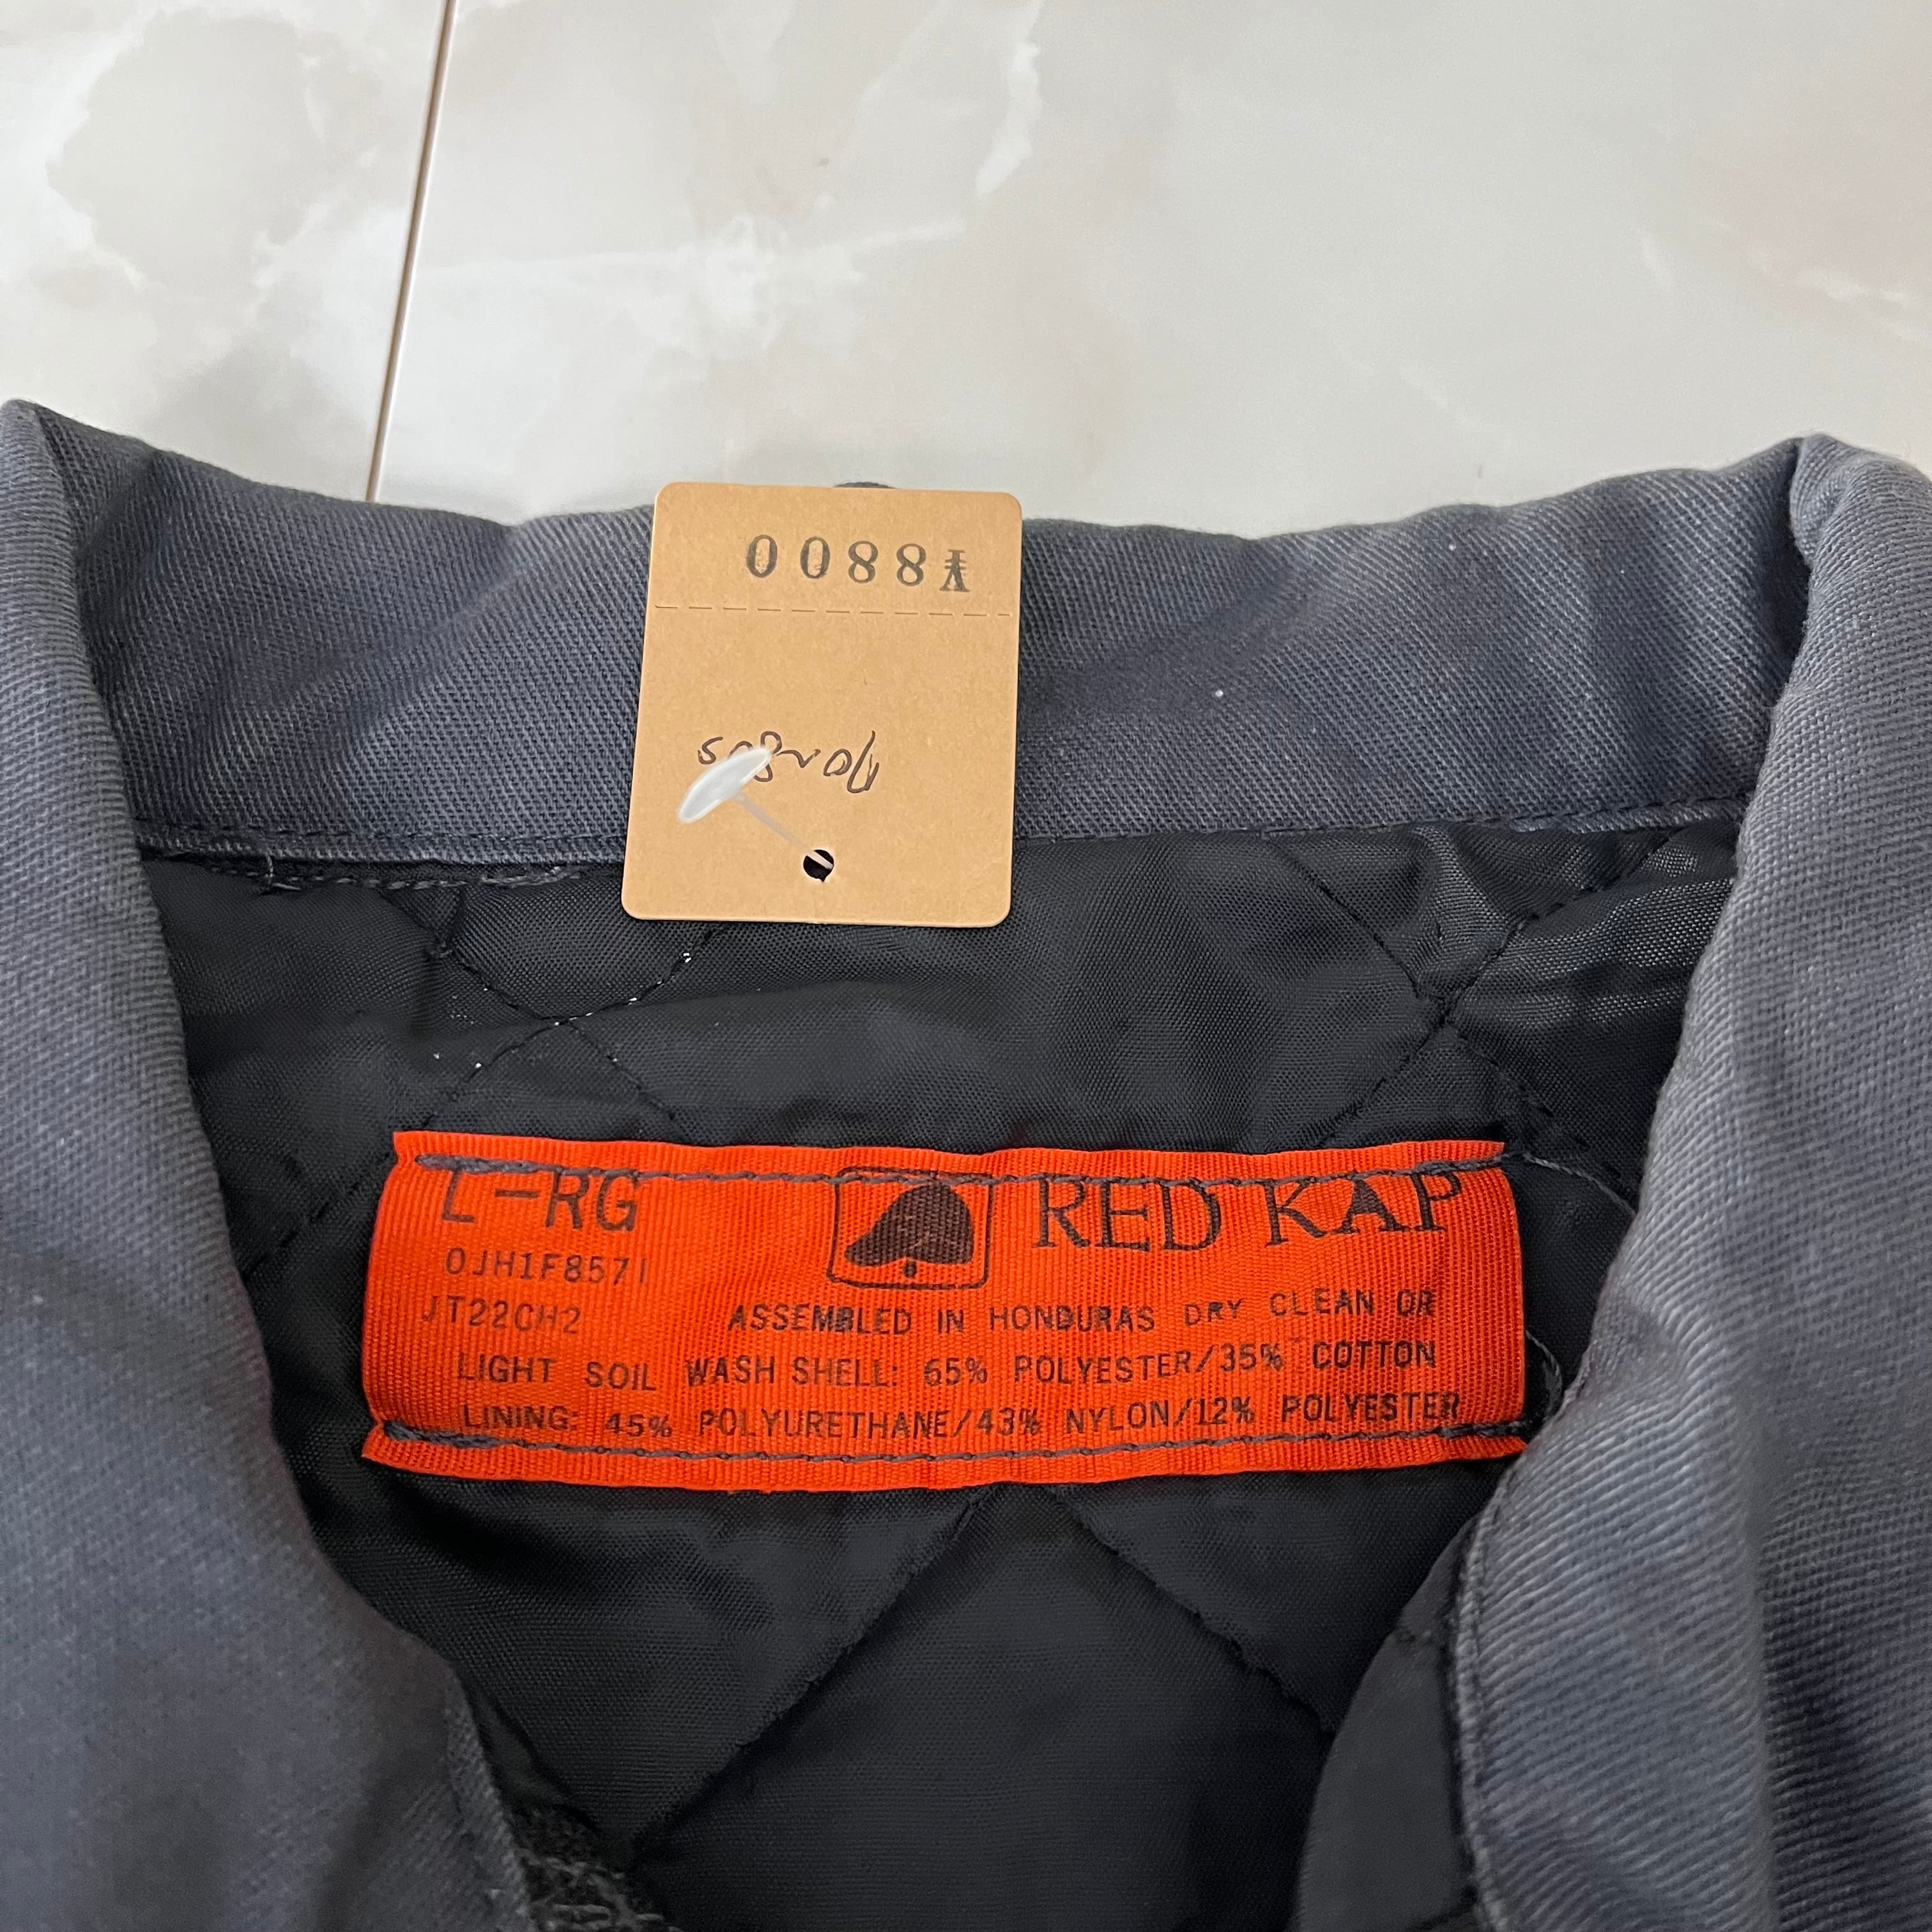 ¥8800
L-RG RED KAP
0JH1F8571
JT22CH2 ASSEMBLED IN HONDURAS DRY CLEAN OR
LIGHT SOIL WASH SHELL: 65% POLYESTER/35% COTTON
LINING: 45% POLYURETHANE/43% NYLON/12% POLYESTER